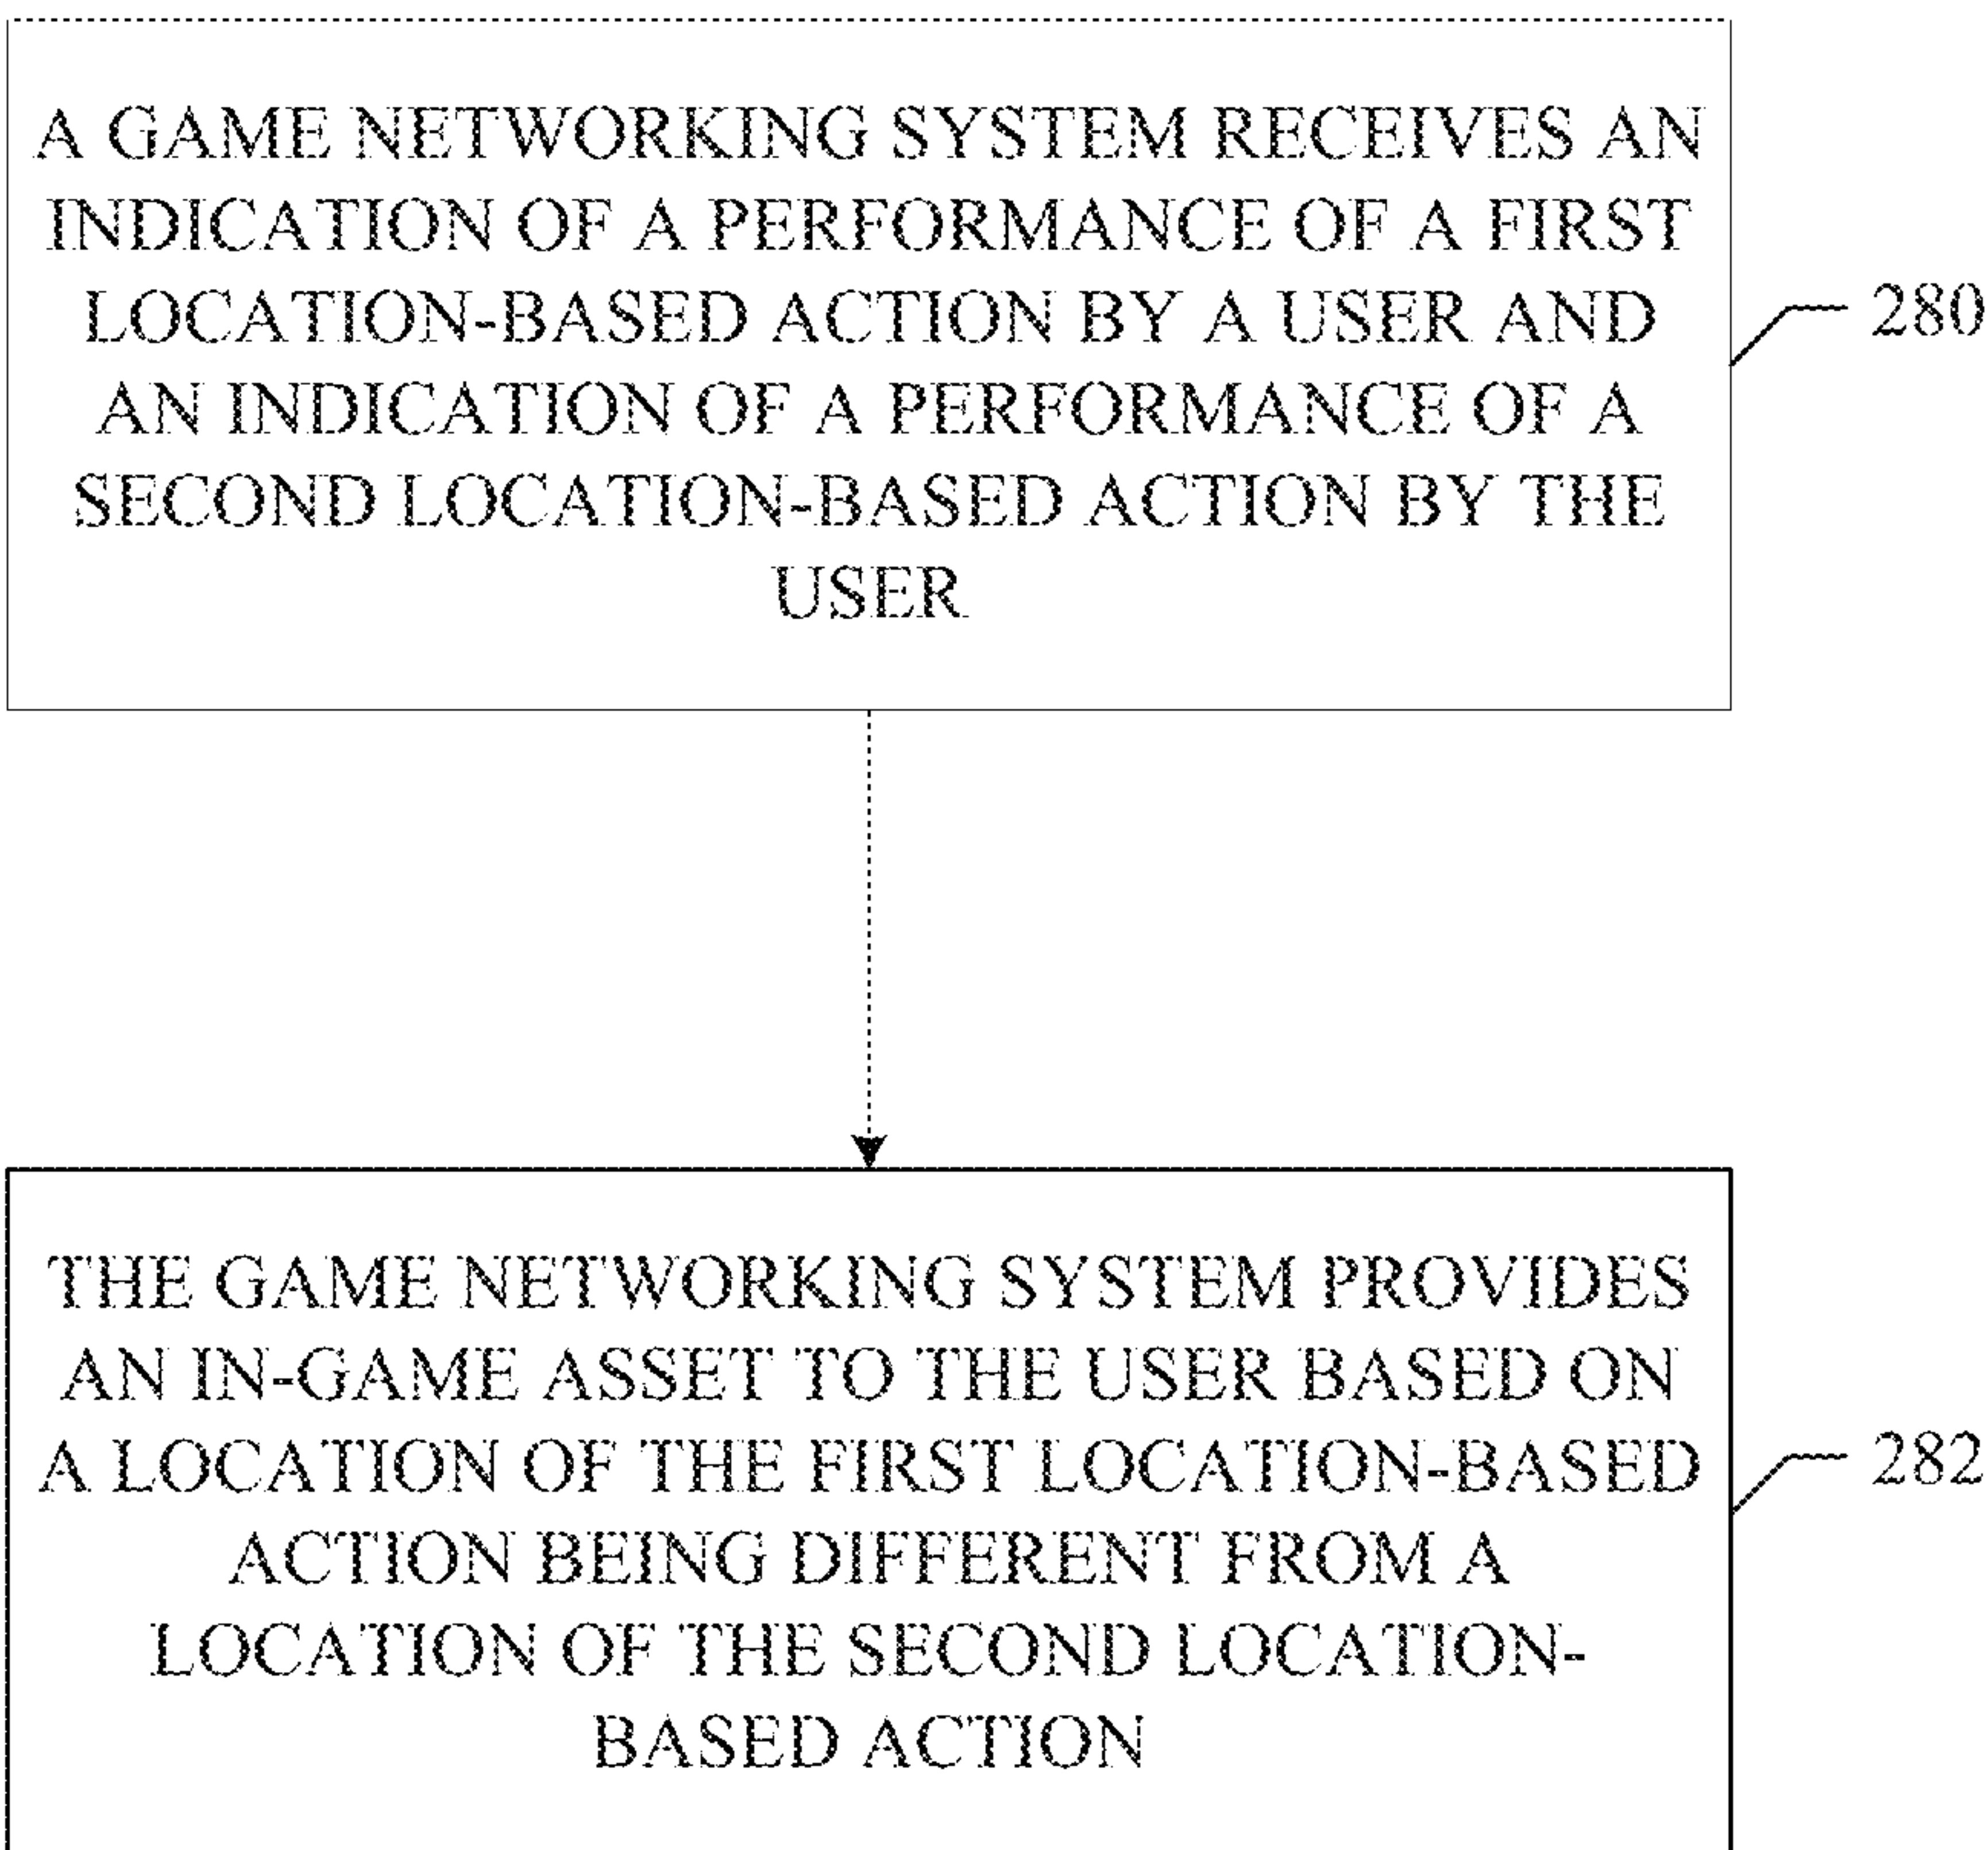 A GAME NETWORKING SYSTEM RECEIVES AN
INDICATION OF A PERFORMANCE OF A FIRST
LOCATION-BASED ACTION BY A USER AND
AN INDICATION OF A PERFORMANCE OF A
SECOND LOCATION-BASED ACTION BY THE
USER
280
THE GAME NETWORKING SYSTEM PROVIDES
AN IN-GAME ASSET TO THE USER BASED ON
A LOCATION OF THE FIRST LOCATION-BASED
ACTION BEING DIFFERENT FROM A
LOCATION OF THE SECOND LOCATION-
BASED ACTION
282